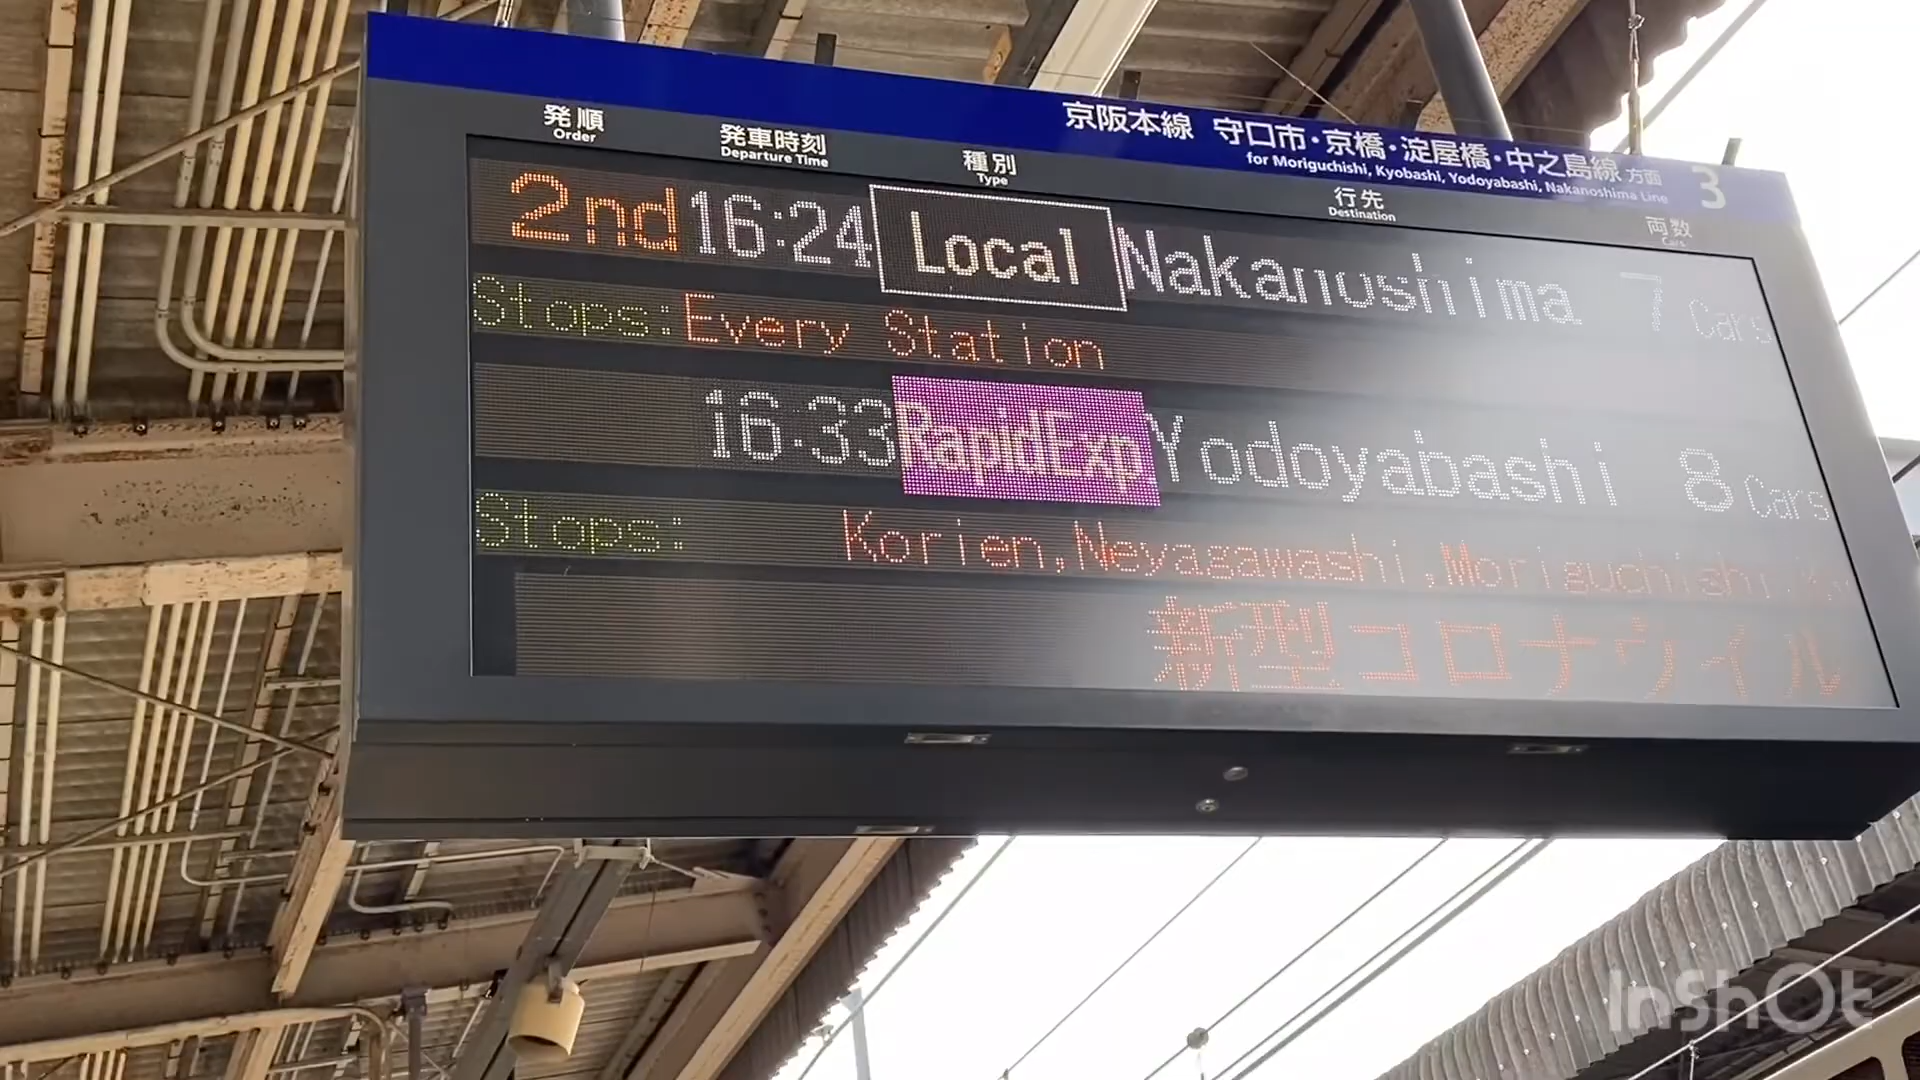 京阪本線 守口市・京橋・淀屋橋・中之島線 方面 3
for Moriguchishi, Kyobashi, Yodoyabashi, Nakanoshima Line
発順 発車時刻 種別 行先 両数
Order Departure Time Type Destination Cars
2nd 16:24 Local Nakanoshima 7 Cars
Stops: Every Station
16:33 RapidExp Yodoyabashi 8 Cars
Stops: Korien, Neyagawashi, Moriguchishi,
新型コロナウイル
InShOt